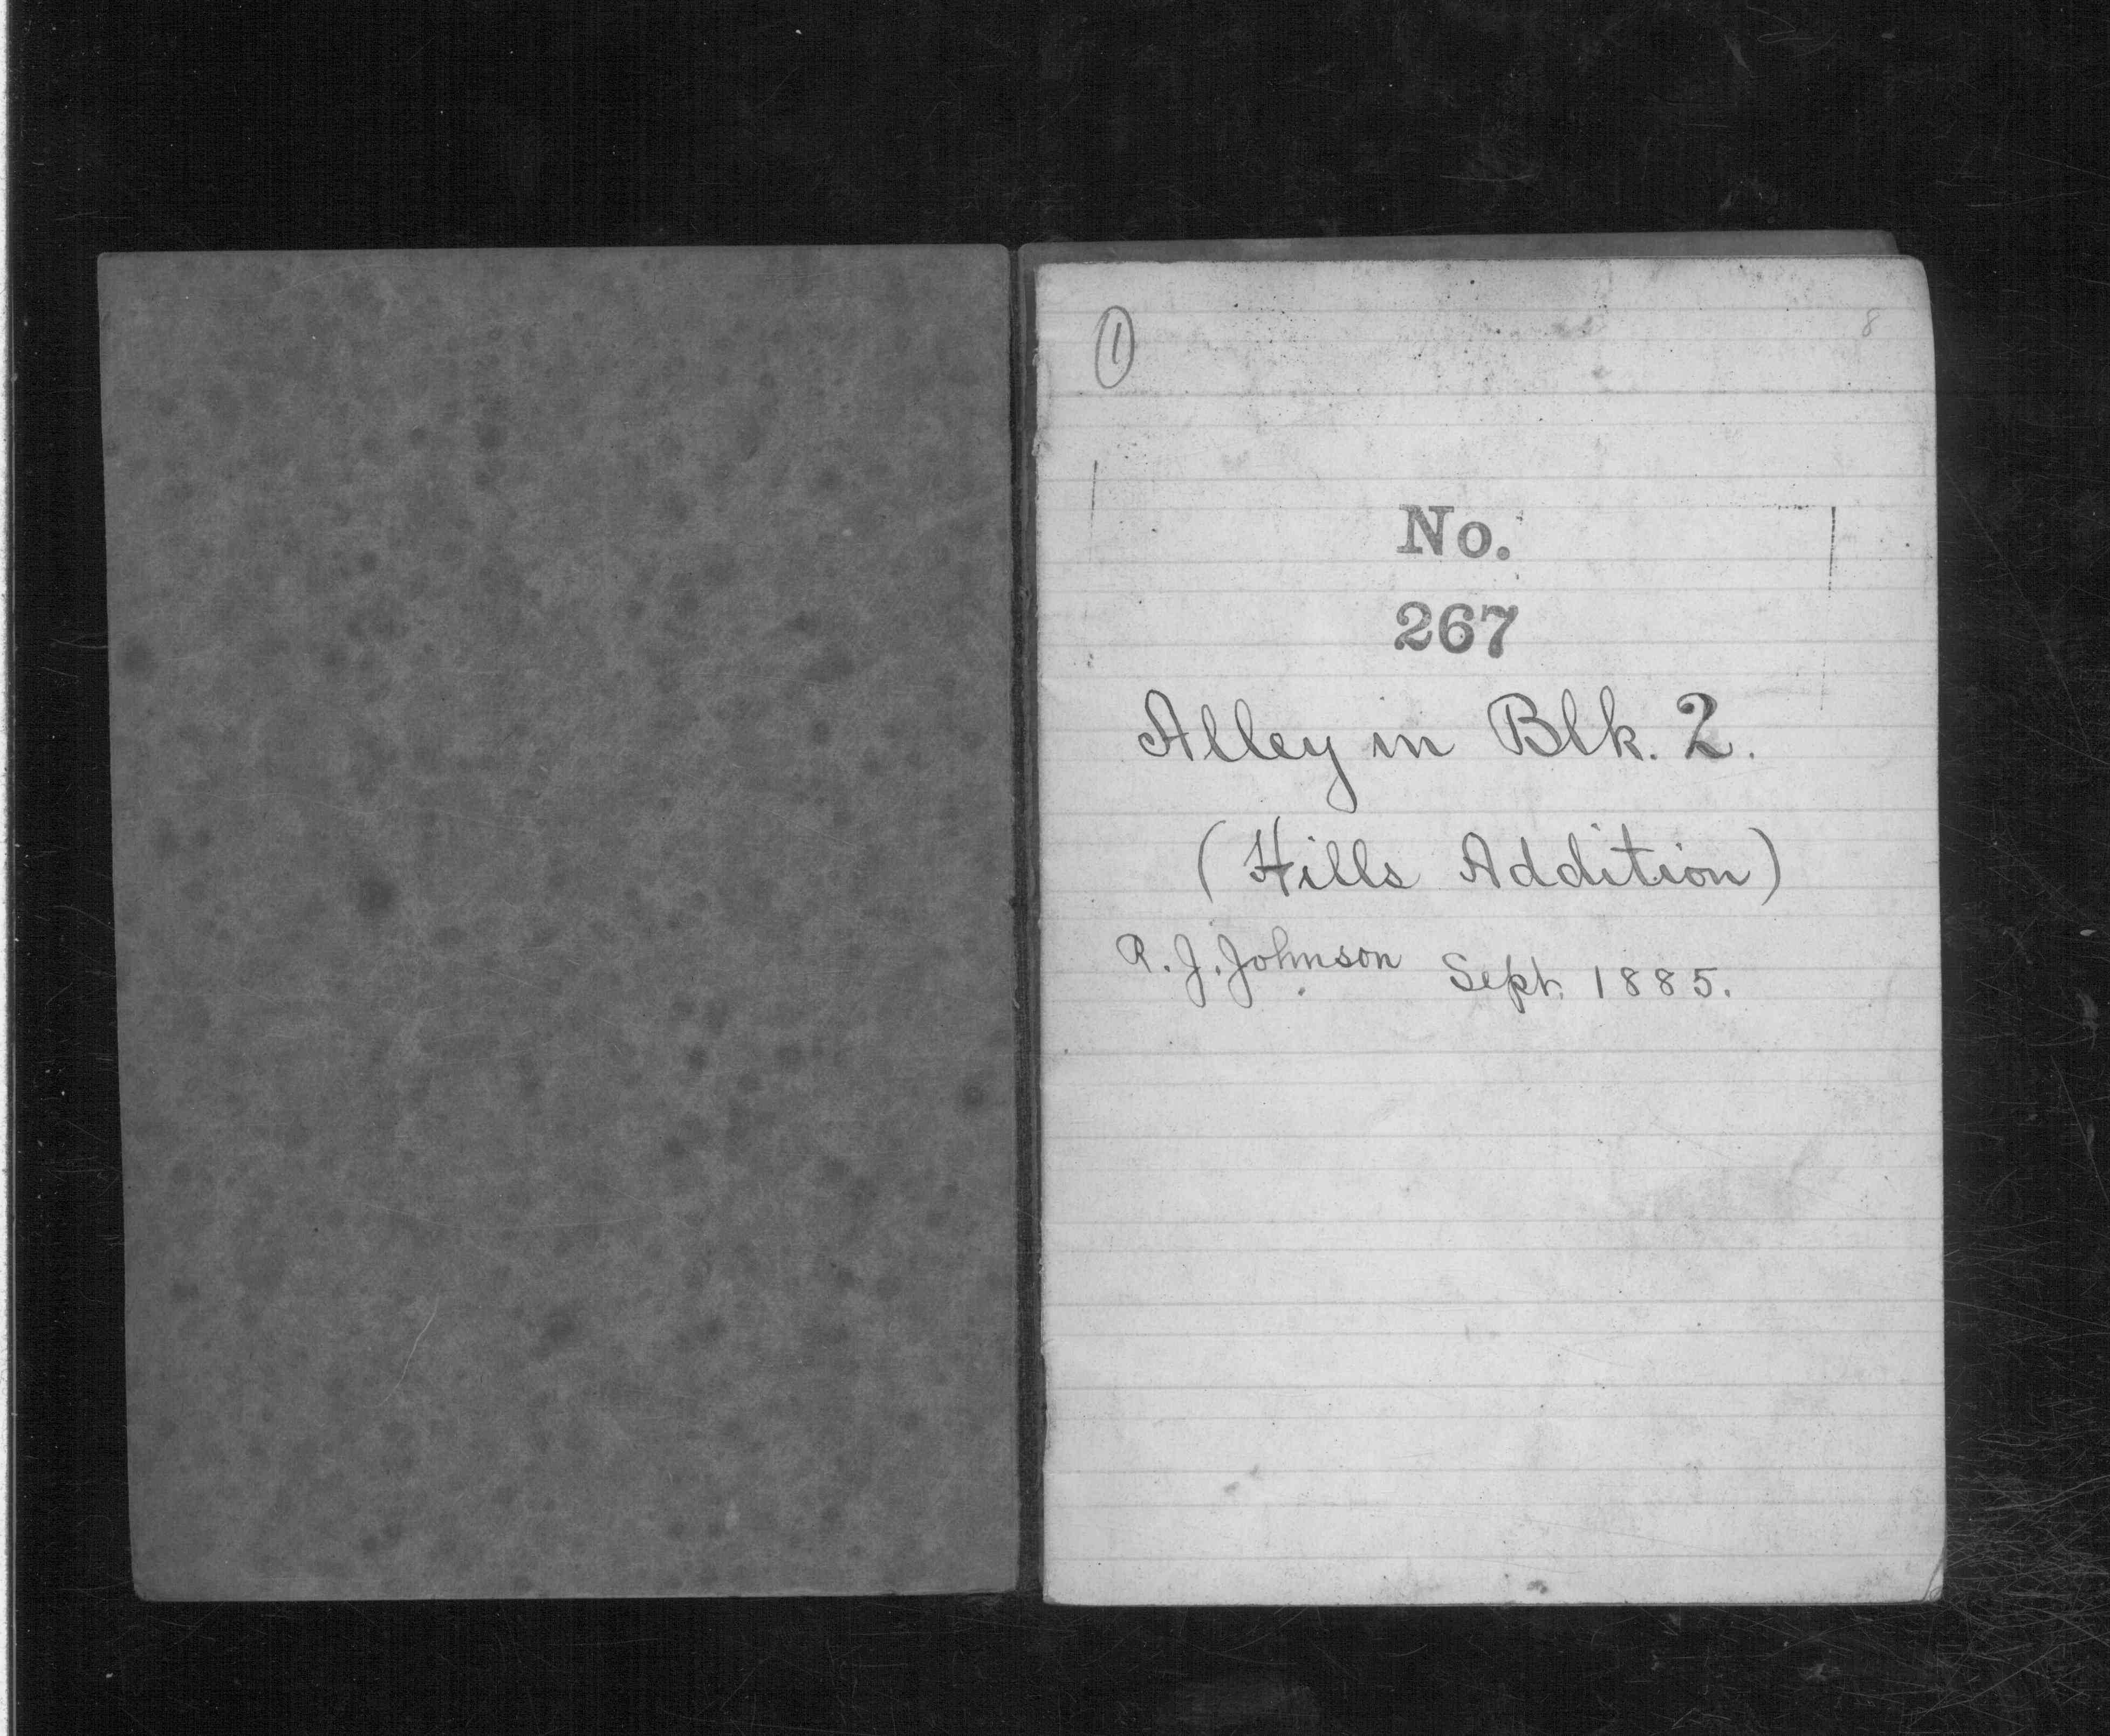 1
8
No.
267
Alley in Blk. 2.
(Hills Addition)
R. J. Johnson Sept. 1885.